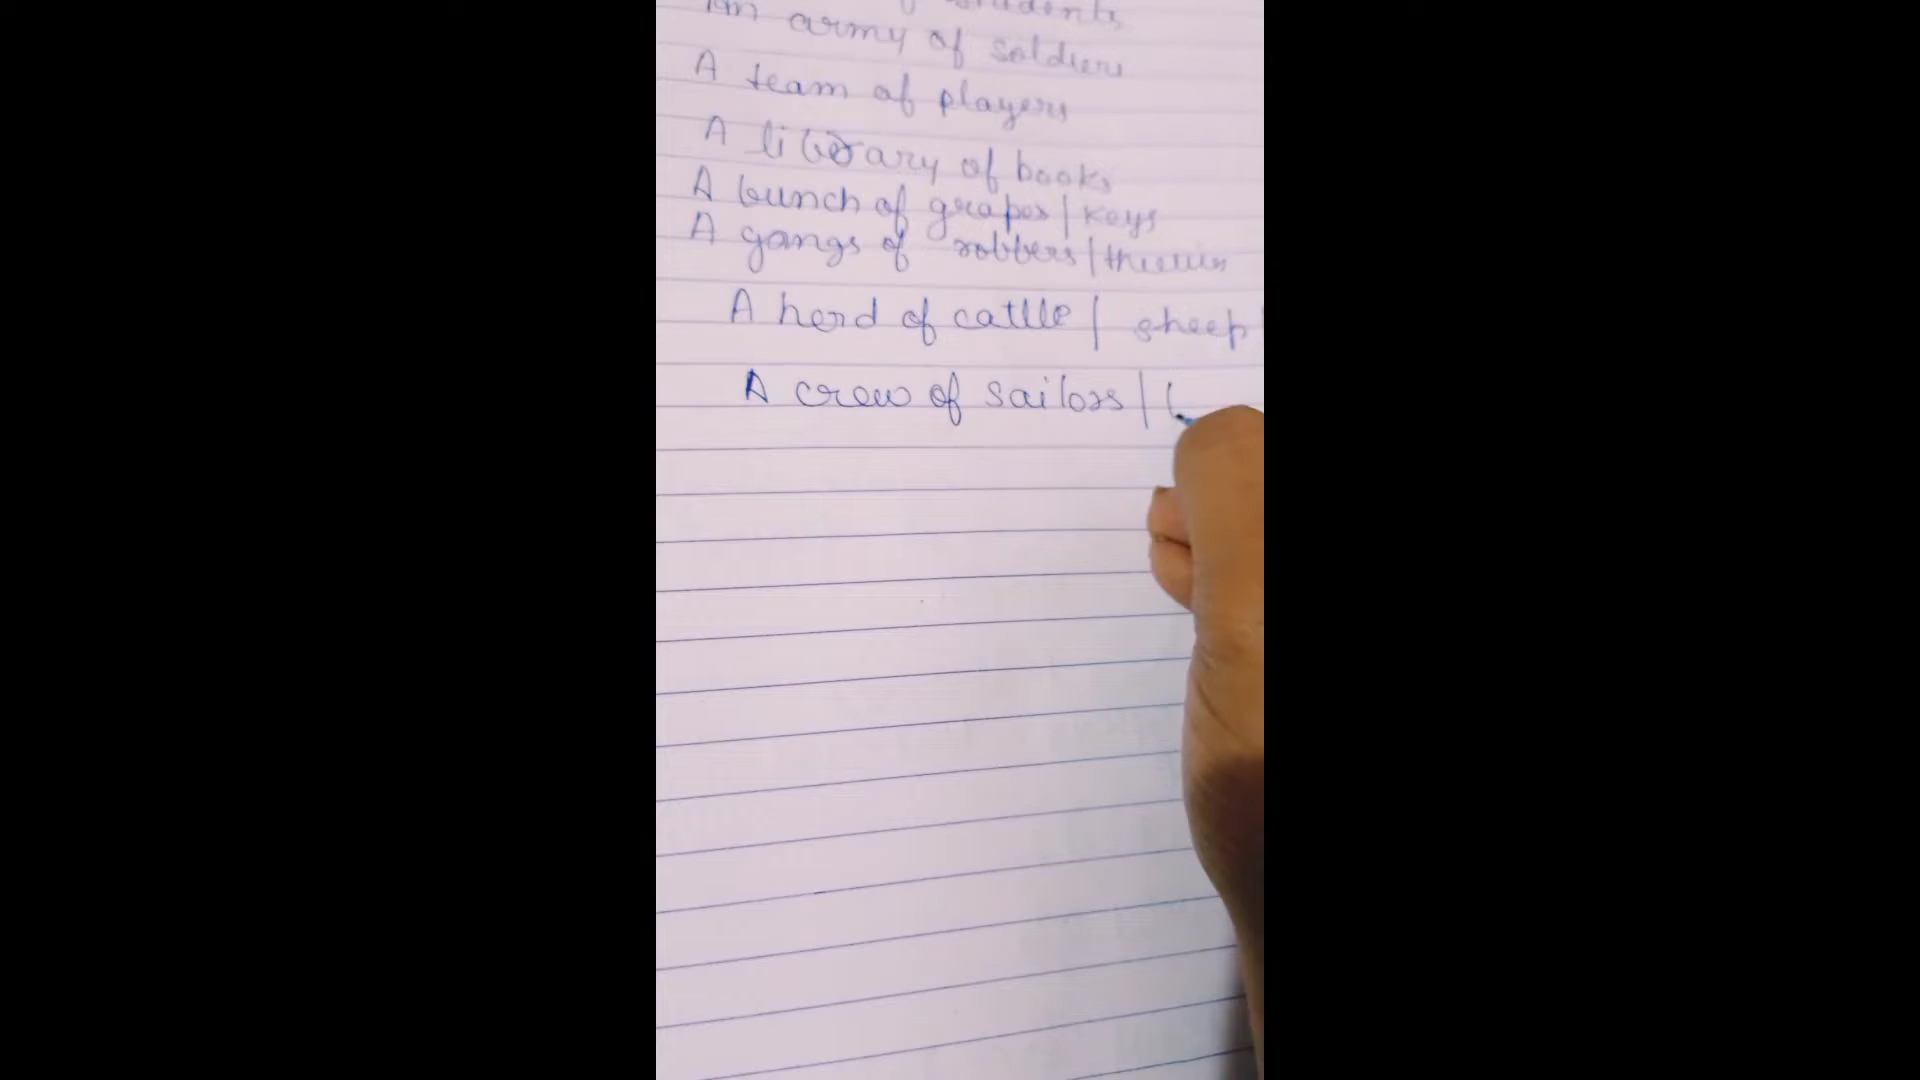 students
An army of soldiers
A team of players
A library of books
A bunch of grapes | keys
A gangs of robbers | thieves
A herd of cattle | sheep
A crew of sailors |